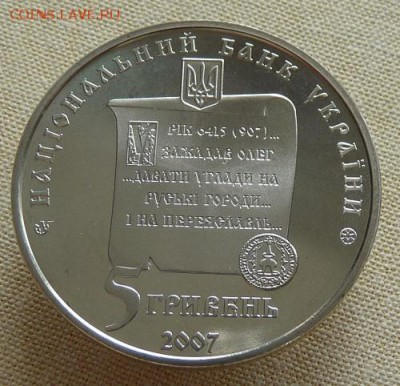 COINS.LAVE.RU
НАЦІОНАЛЬНИЙ БАНК УКРАЇНИ
У РІК 6415 (907)...
ЗАЖАДАВ ОЛЕГ
...ДАВАТИ УГЛАДИ НА
РУСЬКІ ГОРОДИ...
І НА ПЕРЕЯСЛАВЛЬ...
5 ГРИВЕНЬ
2007